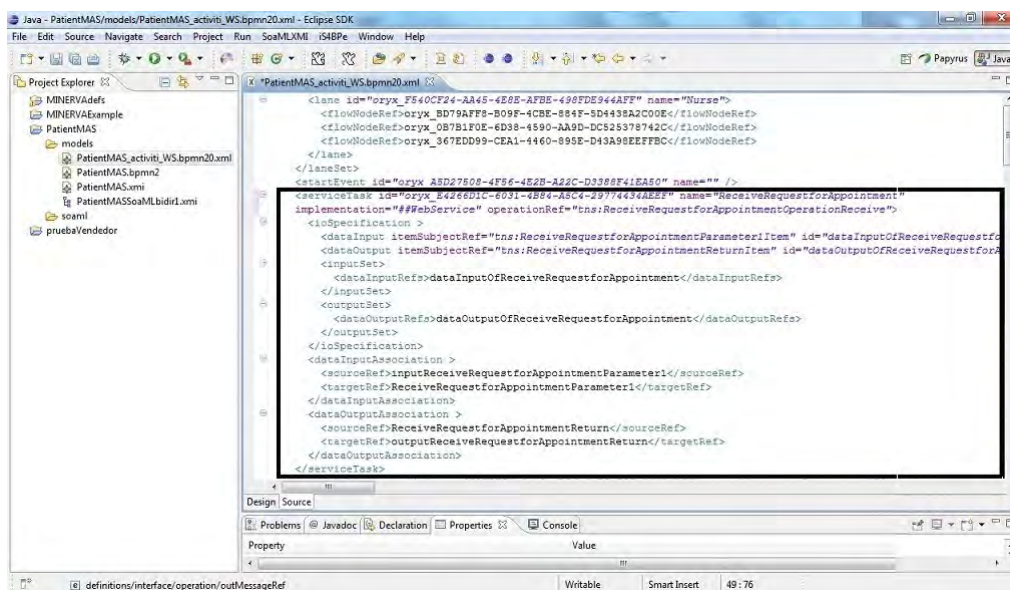 Java - PatientMAS/models/PatientMAS_activiti_WS.bpmn20.xml - Eclipse SDK
File Edit Source Navigate Search Project Run SoaMLXMI iS4BPe Window Help
Papyrus Java
Project Explorer
MINERVAdefs
MINERVAExample
PatientMAS
models
PatientMAS_activiti_WS.bpmn20.xml
PatientMAS.bpmn2
PatientMAS.xmi
PatientMASSoaMLbidir1.xmi
soaml
pruebaVendedor
*PatientMAS_activiti_WS.bpmn20.xml
<lane id="oryx_F540CF24-AA45-4E8E-AFBE-498FDE944AFF" name="Nurse">
<flowNodeRef>oryx_BD79AFF8-B09F-4CBE-884F-5D4438A2C00E</flowNodeRef>
<flowNodeRef>oryx_0B7B1F0E-6D38-4590-AA9D-DC525378742C</flowNodeRef>
<flowNodeRef>oryx_367EDD99-CEA1-4460-895E-D43A98EEFFBC</flowNodeRef>
</lane>
</laneSet>
<startEvent id="oryx_A5D27508-4F56-4E2B-A22C-D3388F41EA50" name="" />
<serviceTask id="oryx_E4266D1C-6031-4B84-A5C4-29774434AEEF" name="ReceiveRequestforAppointment"
implementation="##WebService" operationRef="tns:ReceiveRequestforAppointmentOperationReceive">
<ioSpecification >
<dataInput itemSubjectRef="tns:ReceiveRequestforAppointmentParameter1Item" id="dataInputOfReceiveRequestfo
<dataOutput itemSubjectRef="tns:ReceiveRequestforAppointmentReturnItem" id="dataOutputOfReceiveRequestforA
<inputSet>
<dataInputRefs>dataInputOfReceiveRequestforAppointment</dataInputRefs>
</inputSet>
<outputSet>
<dataOutputRefs>dataOutputOfReceiveRequestforAppointment</dataOutputRefs>
</outputSet>
</ioSpecification>
<dataInputAssociation >
<sourceRef>inputReceiveRequestforAppointmentParameter1</sourceRef>
<targetRef>ReceiveRequestforAppointmentParameter1</targetRef>
</dataInputAssociation>
<dataOutputAssociation >
<sourceRef>ReceiveRequestforAppointmentReturn</sourceRef>
<targetRef>outputReceiveRequestforAppointmentReturn</targetRef>
</dataOutputAssociation>
</serviceTask>
Design Source
Problems @ Javadoc Declaration Properties Console
Property Value
definitions/interface/operation/outMessageRef Writable Smart Insert 49 : 76